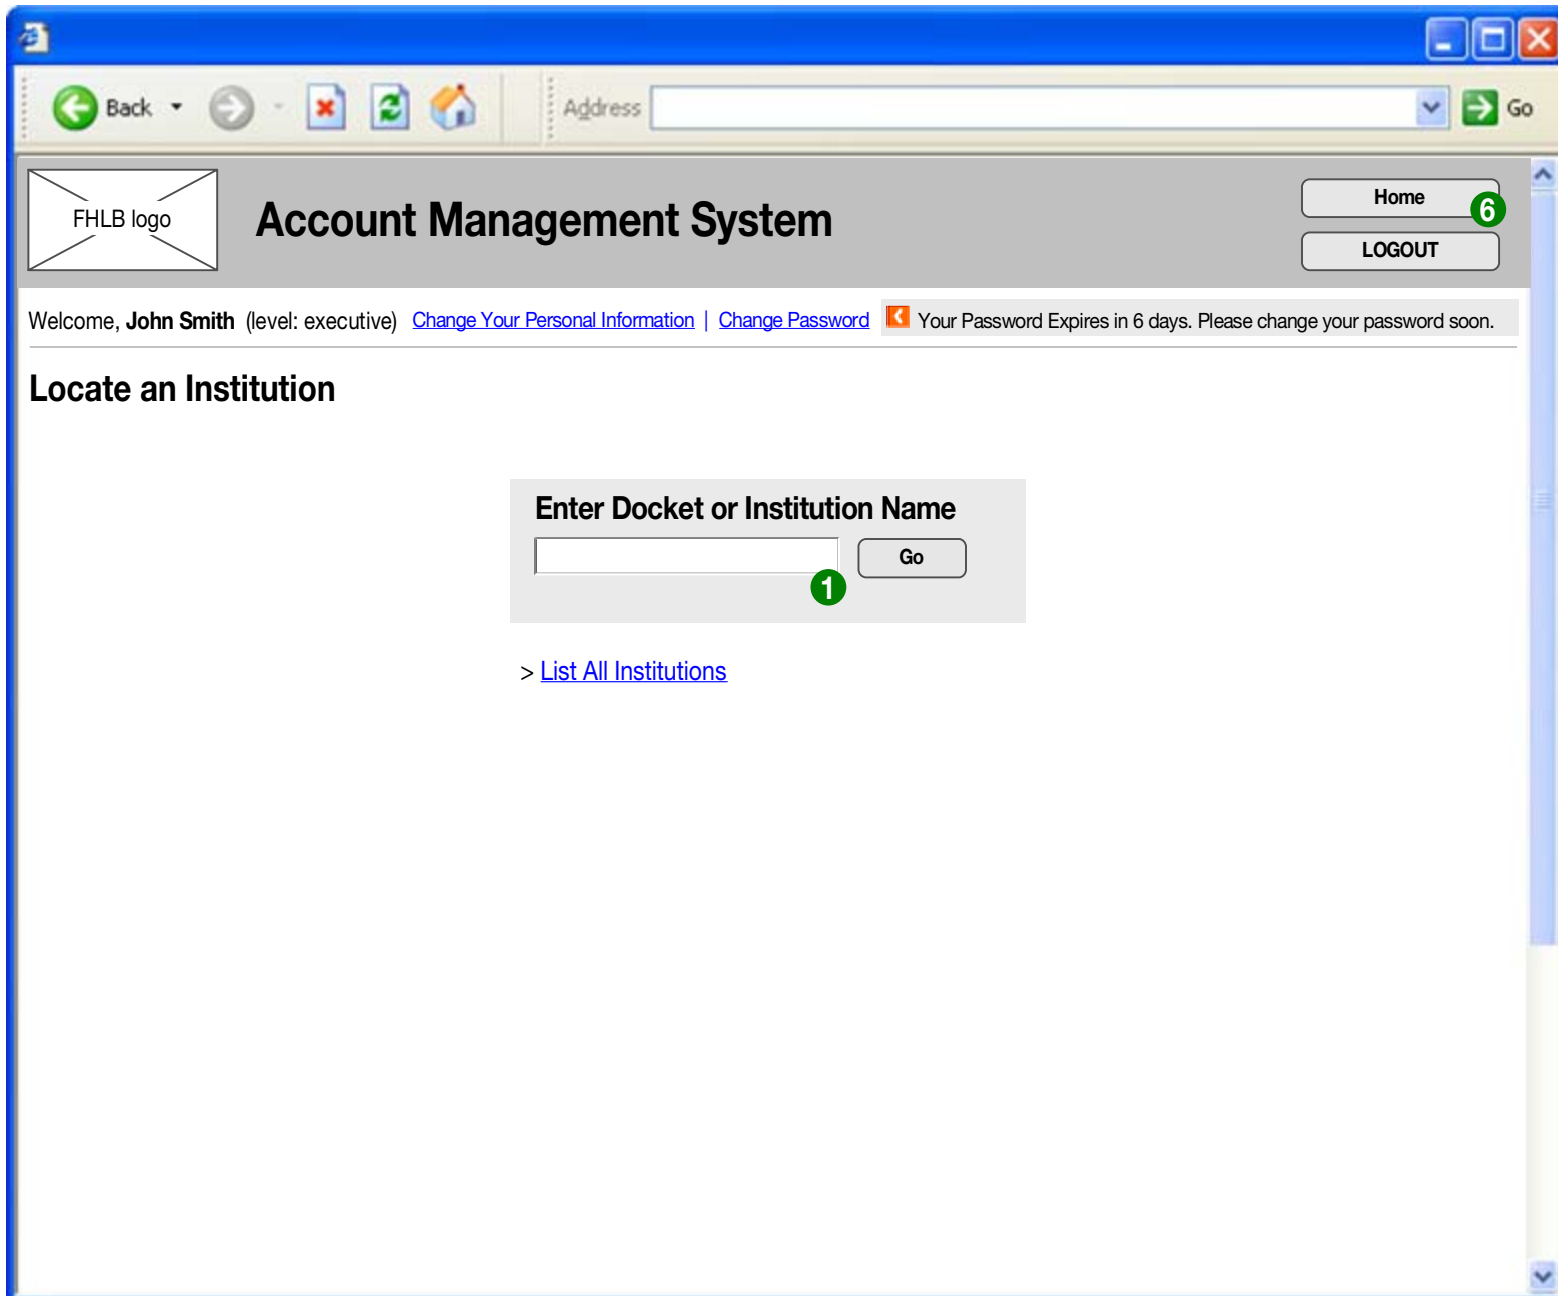 Back Address Go
FHLB logo
Account Management System
Home
6
LOGOUT
Welcome, John Smith (level: executive) Change Your Personal Information | Change Password Your Password Expires in 6 days. Please change your password soon.
Locate an Institution
Enter Docket or Institution Name
Go
1
> List All Institutions